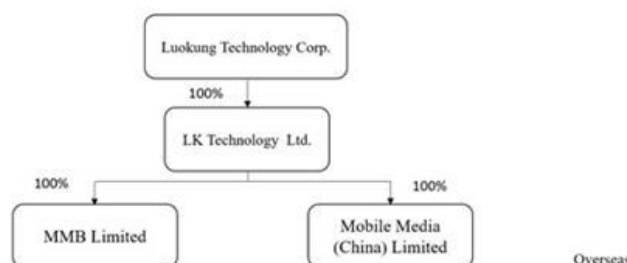 Luokung Technology Corp.
100%
LK Technology Ltd.
100%
100%
MMB Limited
Mobile Media
(China) Limited
Overseas